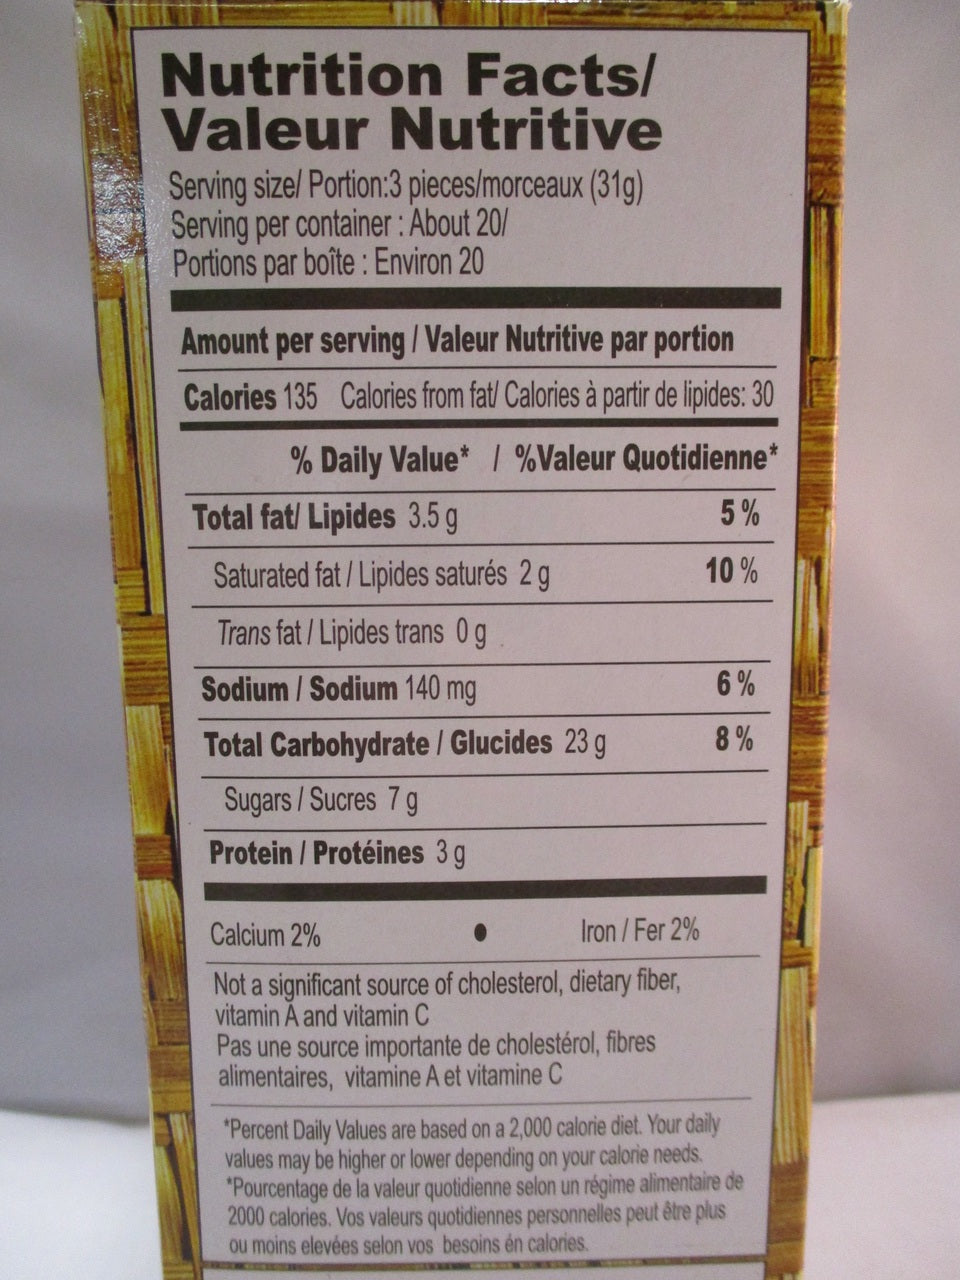 Nutrition Facts/
Valeur Nutritive
Serving size/ Portion:3 pieces/morceaux (31g)
Serving per container : About 20/
Portions par boîte : Environ 20
Amount per serving / Valeur Nutritive par portion
Calories 135 Calories from fat/ Calories à partir de lipides: 30
% Daily Value* / %Valeur Quotidienne*
Total fat/ Lipides 3.5 g 5 %
Saturated fat / Lipides saturés 2 g 10 %
Trans fat / Lipides trans 0 g
Sodium / Sodium 140 mg 6 %
Total Carbohydrate / Glucides 23 g 8 %
Sugars / Sucres 7 g
Protein / Protéines 3 g
Calcium 2% • Iron / Fer 2%
Not a significant source of cholesterol, dietary fiber,
vitamin A and vitamin C
Pas une source importante de cholestérol, fibres
alimentaires, vitamine A et vitamine C
*Percent Daily Values are based on a 2,000 calorie diet. Your daily
values may be higher or lower depending on your calorie needs.
*Pourcentage de la valeur quotidienne selon un régime alimentaire de
2000 calories. Vos valeurs quotidiennes personnelles peut être plus
ou moins elevées selon vos besoins én calories.